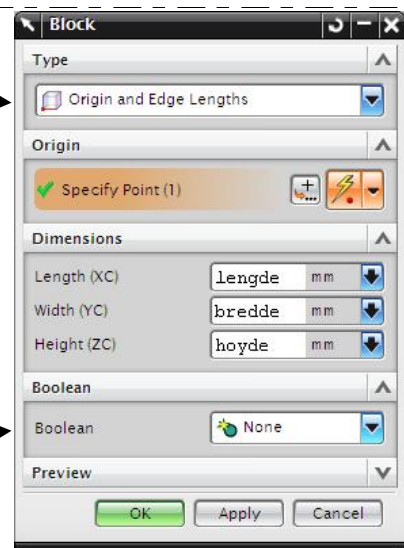 Block
Type
Origin and Edge Lengths
Origin
Specify Point (1)
Dimensions
Length (XC) lengde mm
Width (YC) bredde mm
Height (ZC) hoyde mm
Boolean
Boolean None
Preview
OK Apply Cancel